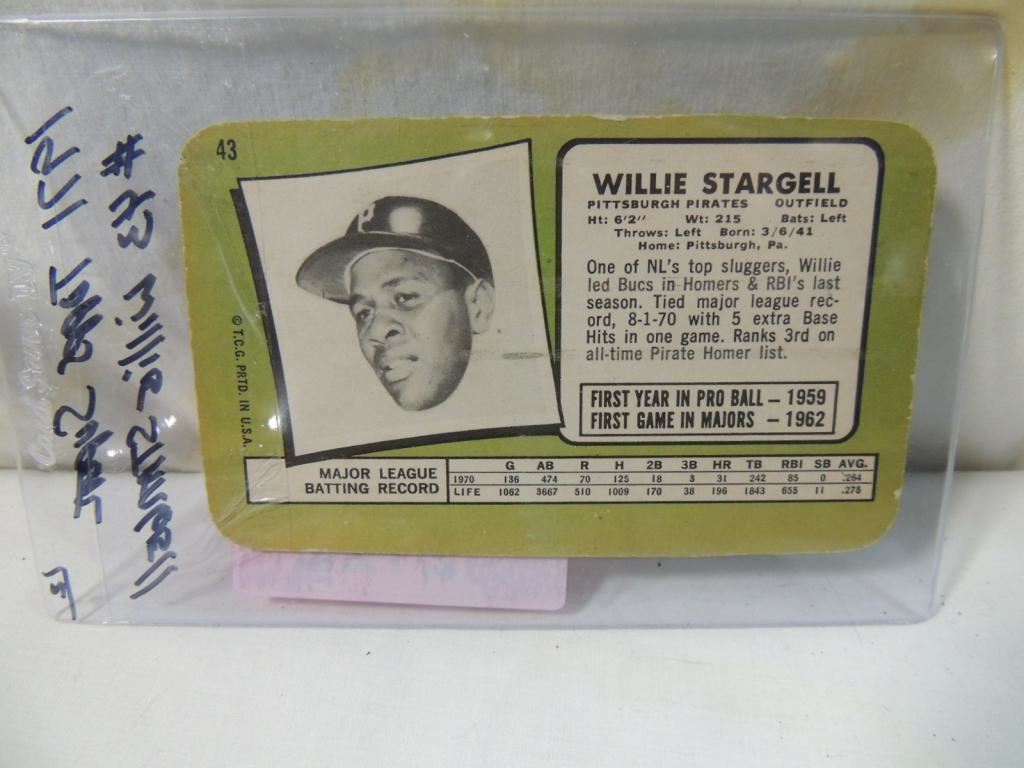 43
WILLIE STARGELL
PITTSBURGH PIRATES OUTFIELD
Ht: 6'2" Wt: 215 Bats: Left
Throws: Left Born: 3/6/41
Home: Pittsburgh, Pa.
One of NL's top sluggers, Willie
led Bucs in Homers & RBI's last
season. Tied major league rec-
ord, 8-1-70 with 5 extra Base
Hits in one game. Ranks 3rd on
all-time Pirate Homer list.
FIRST YEAR IN PRO BALL – 1959
FIRST GAME IN MAJORS – 1962
© T.C.G. PRTD. IN U.S.A.
MAJOR LEAGUE
BATTING RECORD
G AB R H 2B 3B HR TB RBI SB AVG.
1970 136 474 70 125 18 3 31 242 85 0 .264
LIFE 1062 3667 510 1009 170 38 196 1843 655 11 .275
P
1971
#43 Willie Stargell